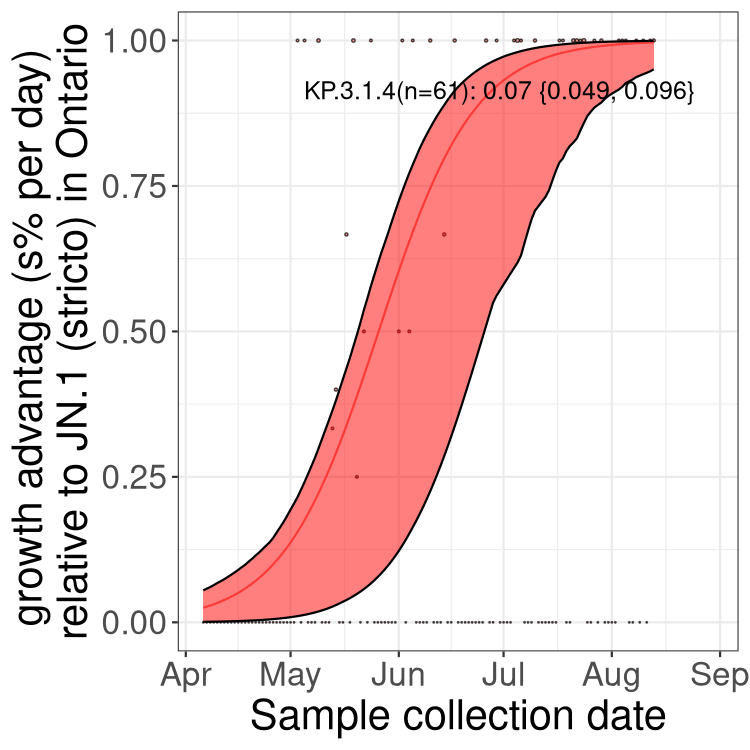 growth advantage (s% per day)
relative to JN.1 (stricto) in Ontario
1.00
0.75
0.50
0.25
0.00
KP.3.1.4(n=61): 0.07 {0.049, 0.096}
Apr May Jun Jul Aug Sep
Sample collection date